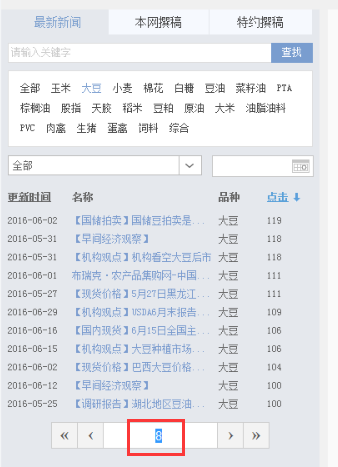 最新新闻 本网撰稿 特约撰稿
请输入关键字 查找
全部 玉米 大豆 小麦 棉花 白糖 豆油 菜籽油 PTA
棕榈油 股指 天胶 稻米 豆粕 原油 大米 油脂油料
PVC 肉禽 生猪 蛋禽 饲料 综合
全部
更新时间 名称 品种 点击
2016-06-02 【国储拍卖】国储豆拍卖是... 大豆 119
2016-05-31 【早间经济观察】 大豆 118
2016-05-31 【机构观点】机构看空大豆后市 大豆 118
2016-06-01 布瑞克·农产品集购网-中国... 大豆 111
2016-05-27 【现货价格】5月27日黑龙江... 大豆 111
2016-06-29 【机构观点】USDA6月末报告... 大豆 109
2016-06-16 【国内现货】6月15日全国主... 大豆 106
2016-06-15 【机构观点】大豆种植市场... 大豆 106
2016-06-02 【现货价格】巴西大豆价格... 大豆 104
2016-06-12 【早间经济观察】 大豆 100
2016-05-25 【调研报告】湖北地区豆油... 大豆 100
« ‹ 8 › »